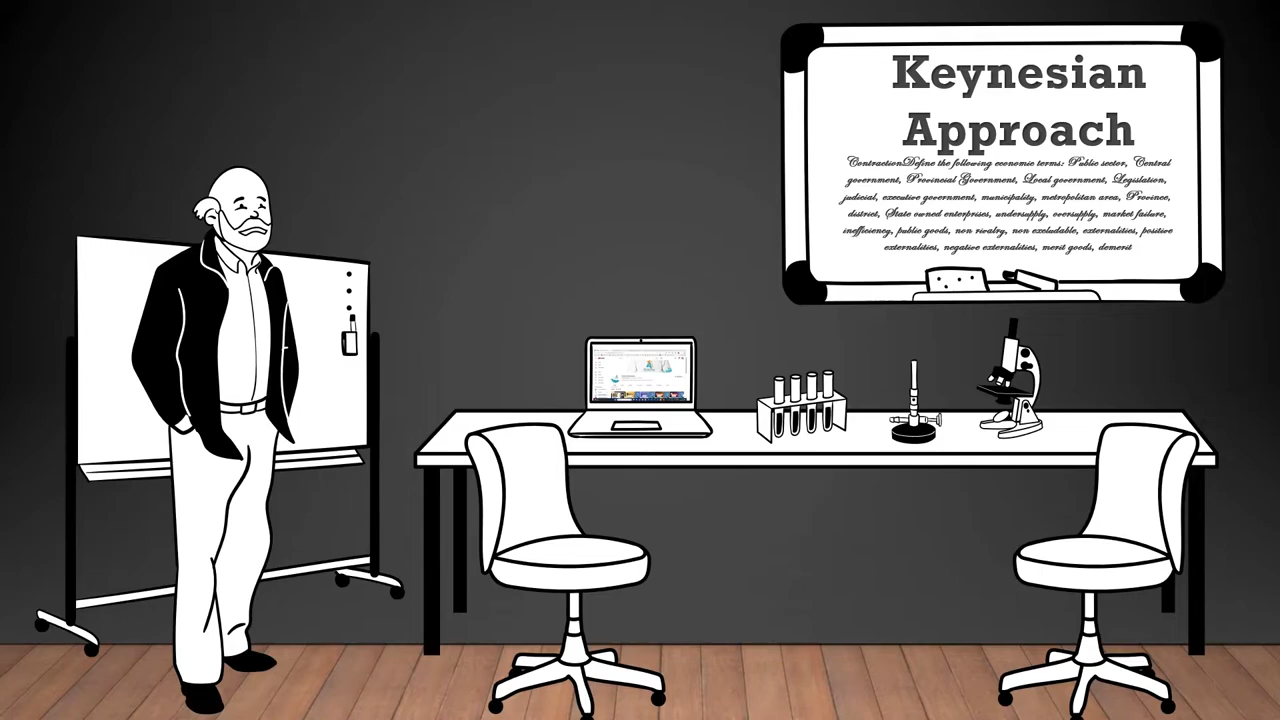 Keynesian
Approach
ContractionDefine the following economic terms: Public sector, Central
government, Provincial Government, Local government, Legislation,
judicial, executive government, municipality, metropolitan area, Province,
district, State owned enterprises, undersupply, oversupply, market failure,
inefficiency, public goods, non rivalry, non excludable, externalities, positive
externalities, negative externalities, merit goods, demerit